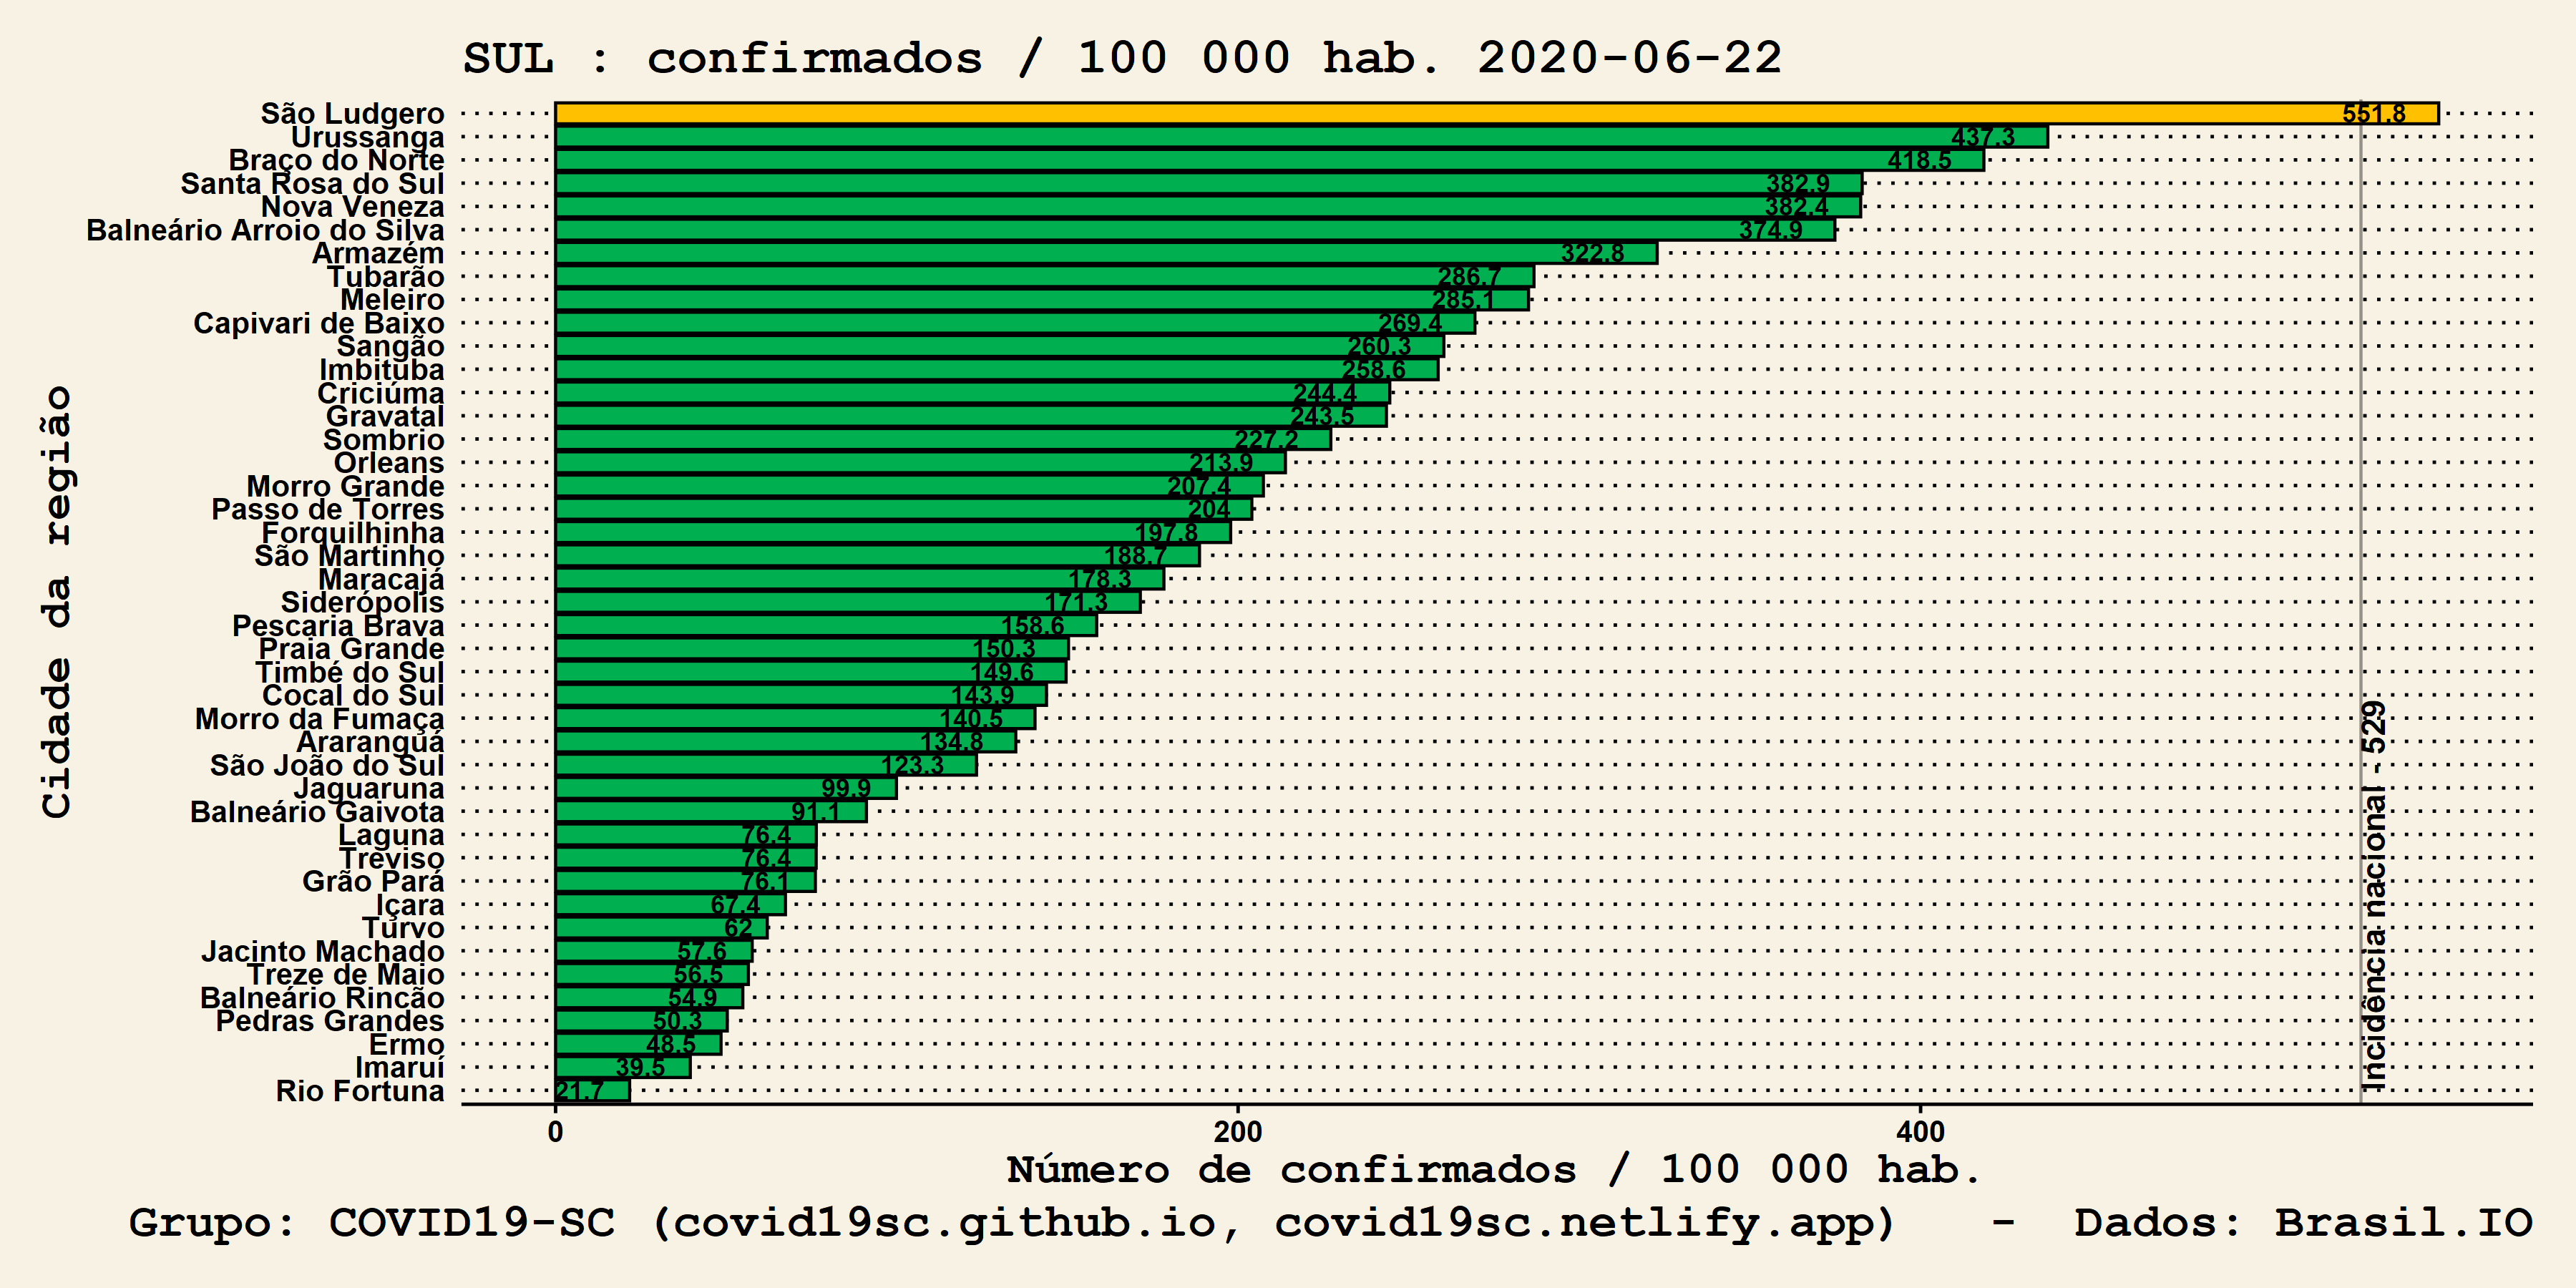 SUL : confirmados / 100 000 hab. 2020-06-22
Cidade da região
São Ludgero 551.8
Urussanga 437.3
Braço do Norte 418.5
Santa Rosa do Sul 382.9
Nova Veneza 382.4
Balneário Arroio do Silva 374.9
Armazém 322.8
Tubarão 286.7
Meleiro 285.1
Capivari de Baixo 269.4
Sangão 260.3
Imbituba 258.6
Criciúma 244.4
Gravatal 243.5
Sombrio 227.2
Orleans 213.9
Morro Grande 207.4
Passo de Torres 204
Forquilhinha 197.8
São Martinho 188.7
Maracajá 178.3
Siderópolis 171.3
Pescaria Brava 158.6
Praia Grande 150.3
Timbé do Sul 149.6
Cocal do Sul 143.9
Morro da Fumaça 140.5
Araranguá 134.8
São João do Sul 123.3
Jaguaruna 99.9
Balneário Gaivota 91.1
Laguna 76.4
Treviso 76.4
Grão Pará 76.1
Içara 67.4
Turvo 62
Jacinto Machado 57.6
Treze de Maio 56.5
Balneário Rincão 54.9
Pedras Grandes 50.3
Ermo 48.5
Imaruí 39.5
Rio Fortuna 21.7
Incidência nacional - 529
0 200 400
Número de confirmados / 100 000 hab.
Grupo: COVID19-SC (covid19sc.github.io, covid19sc.netlify.app) - Dados: Brasil.IO